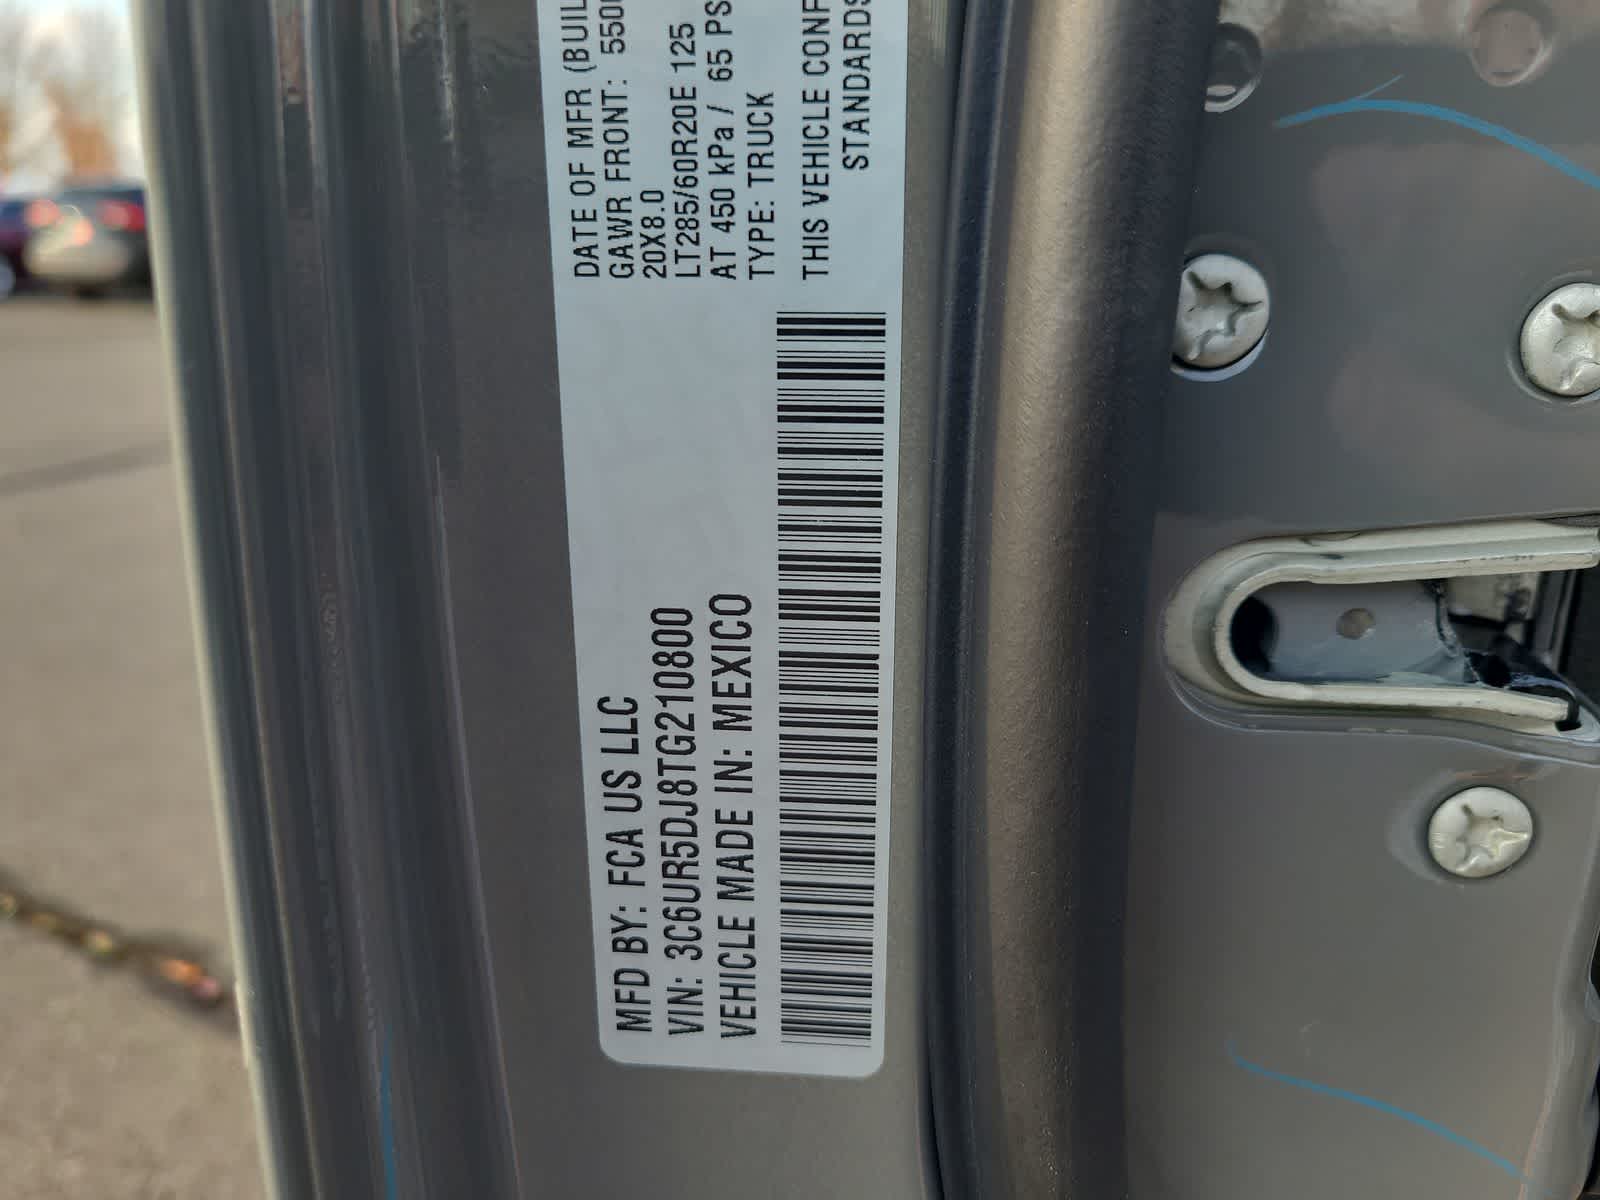 MFD BY: FCA US LLC
VIN: 3C6UR5DJ8TG210800
VEHICLE MADE IN: MEXICO
DATE OF MFR (BUIL
GAWR FRONT: 550
20X8.0
LT285/60R20E 125
AT 450 kPa / 65 PS
TYPE: TRUCK
THIS VEHICLE CONF
STANDARDS